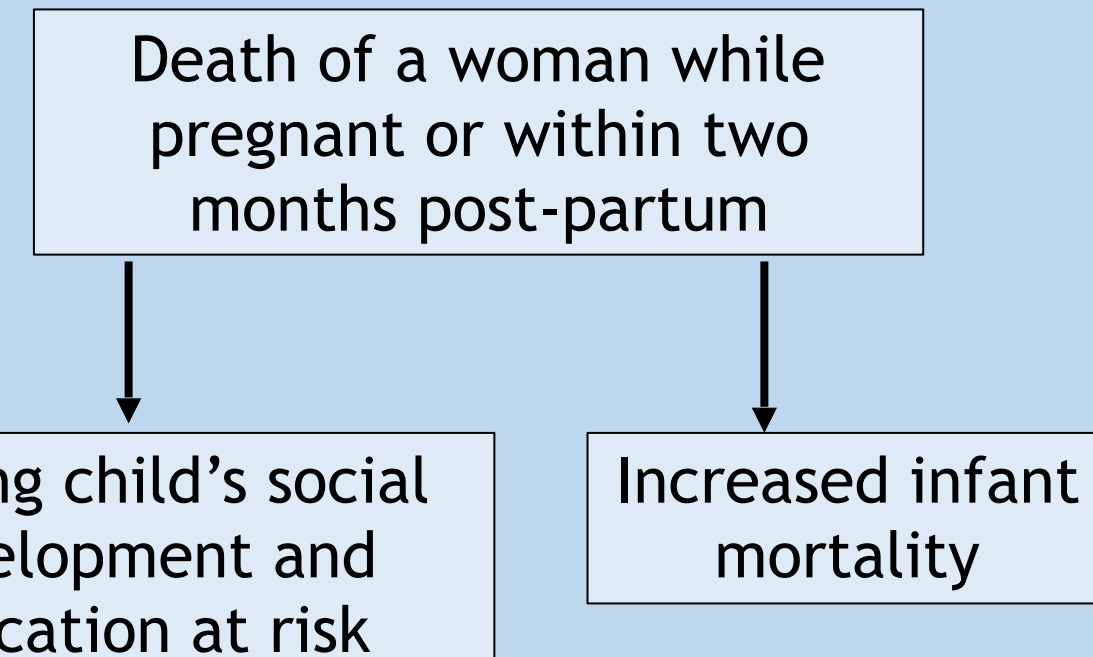 Death of a woman while
pregnant or within two
months post-partum
child’s social
and
at risk
Increased infant
mortality